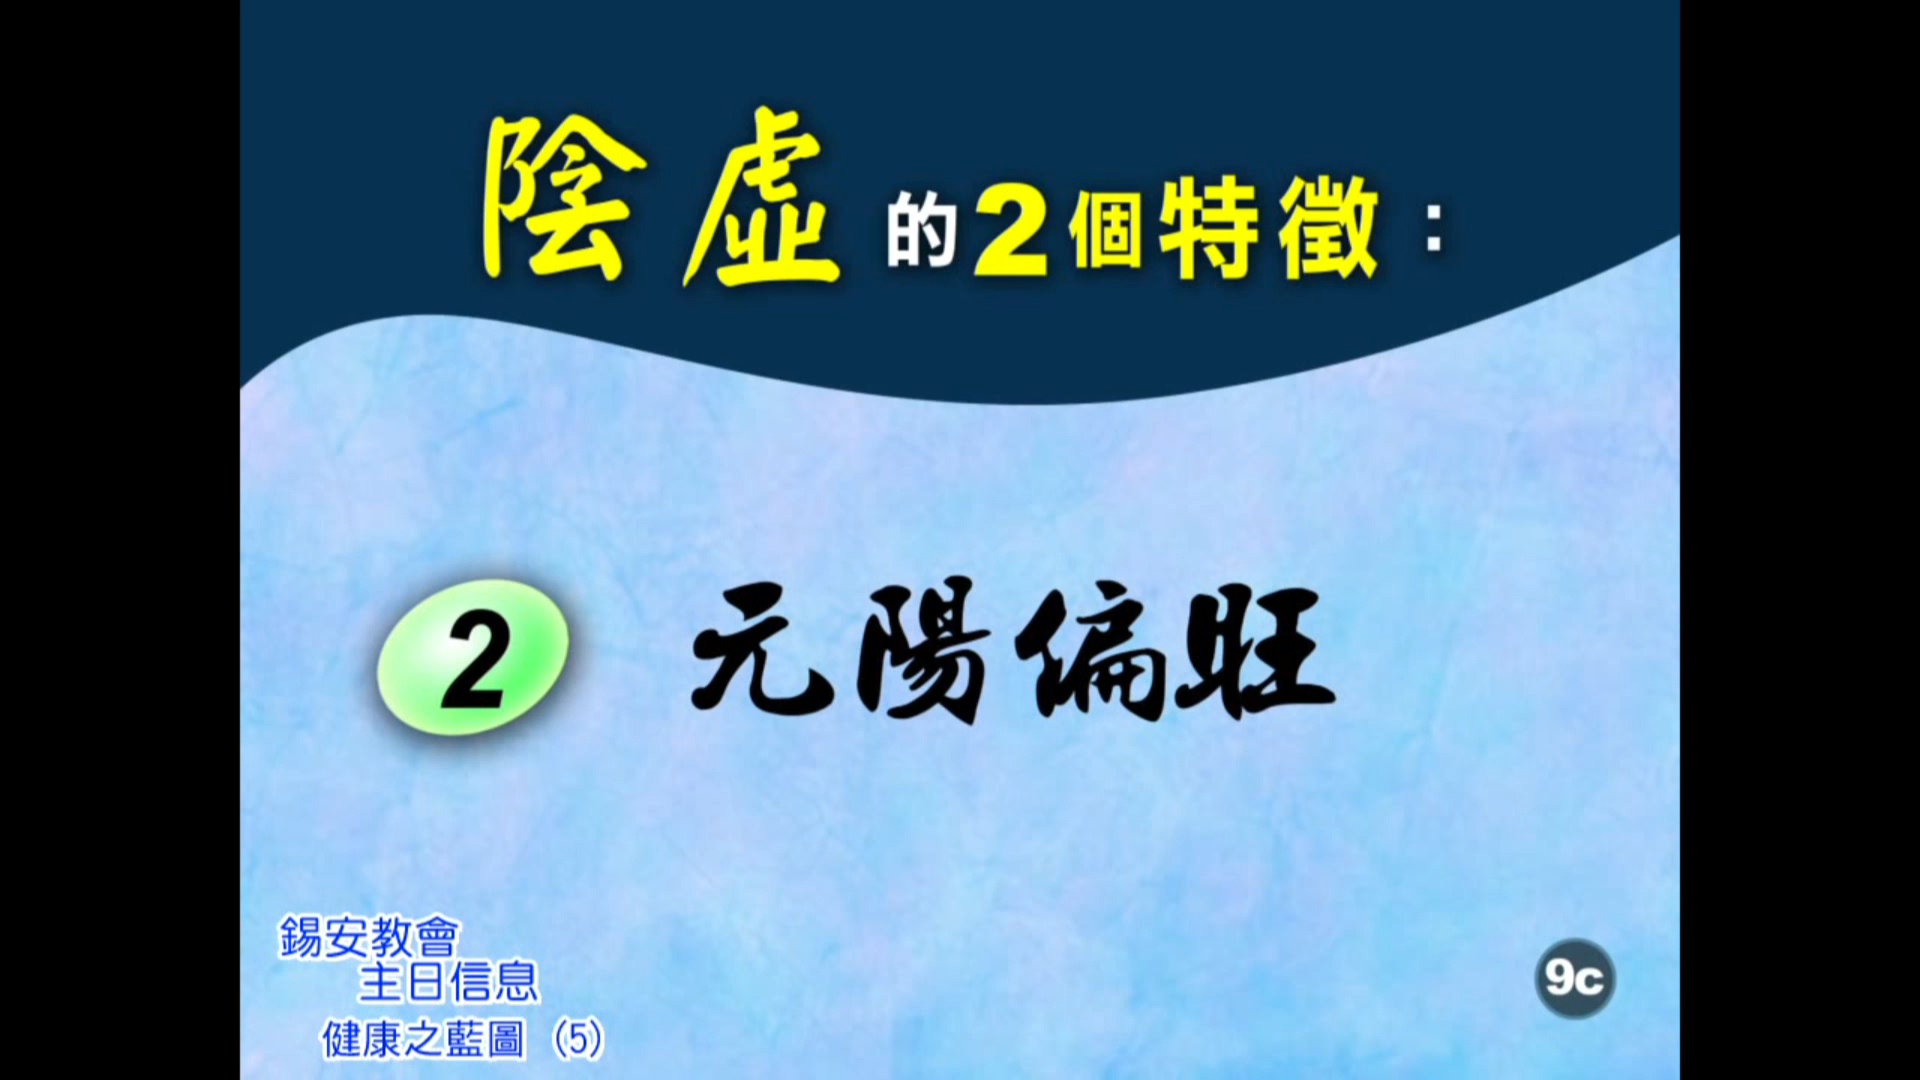 陰虛的2個特徵：
2 元陽偏旺
錫安教會
主日信息
健康之藍圖 (5)
9c